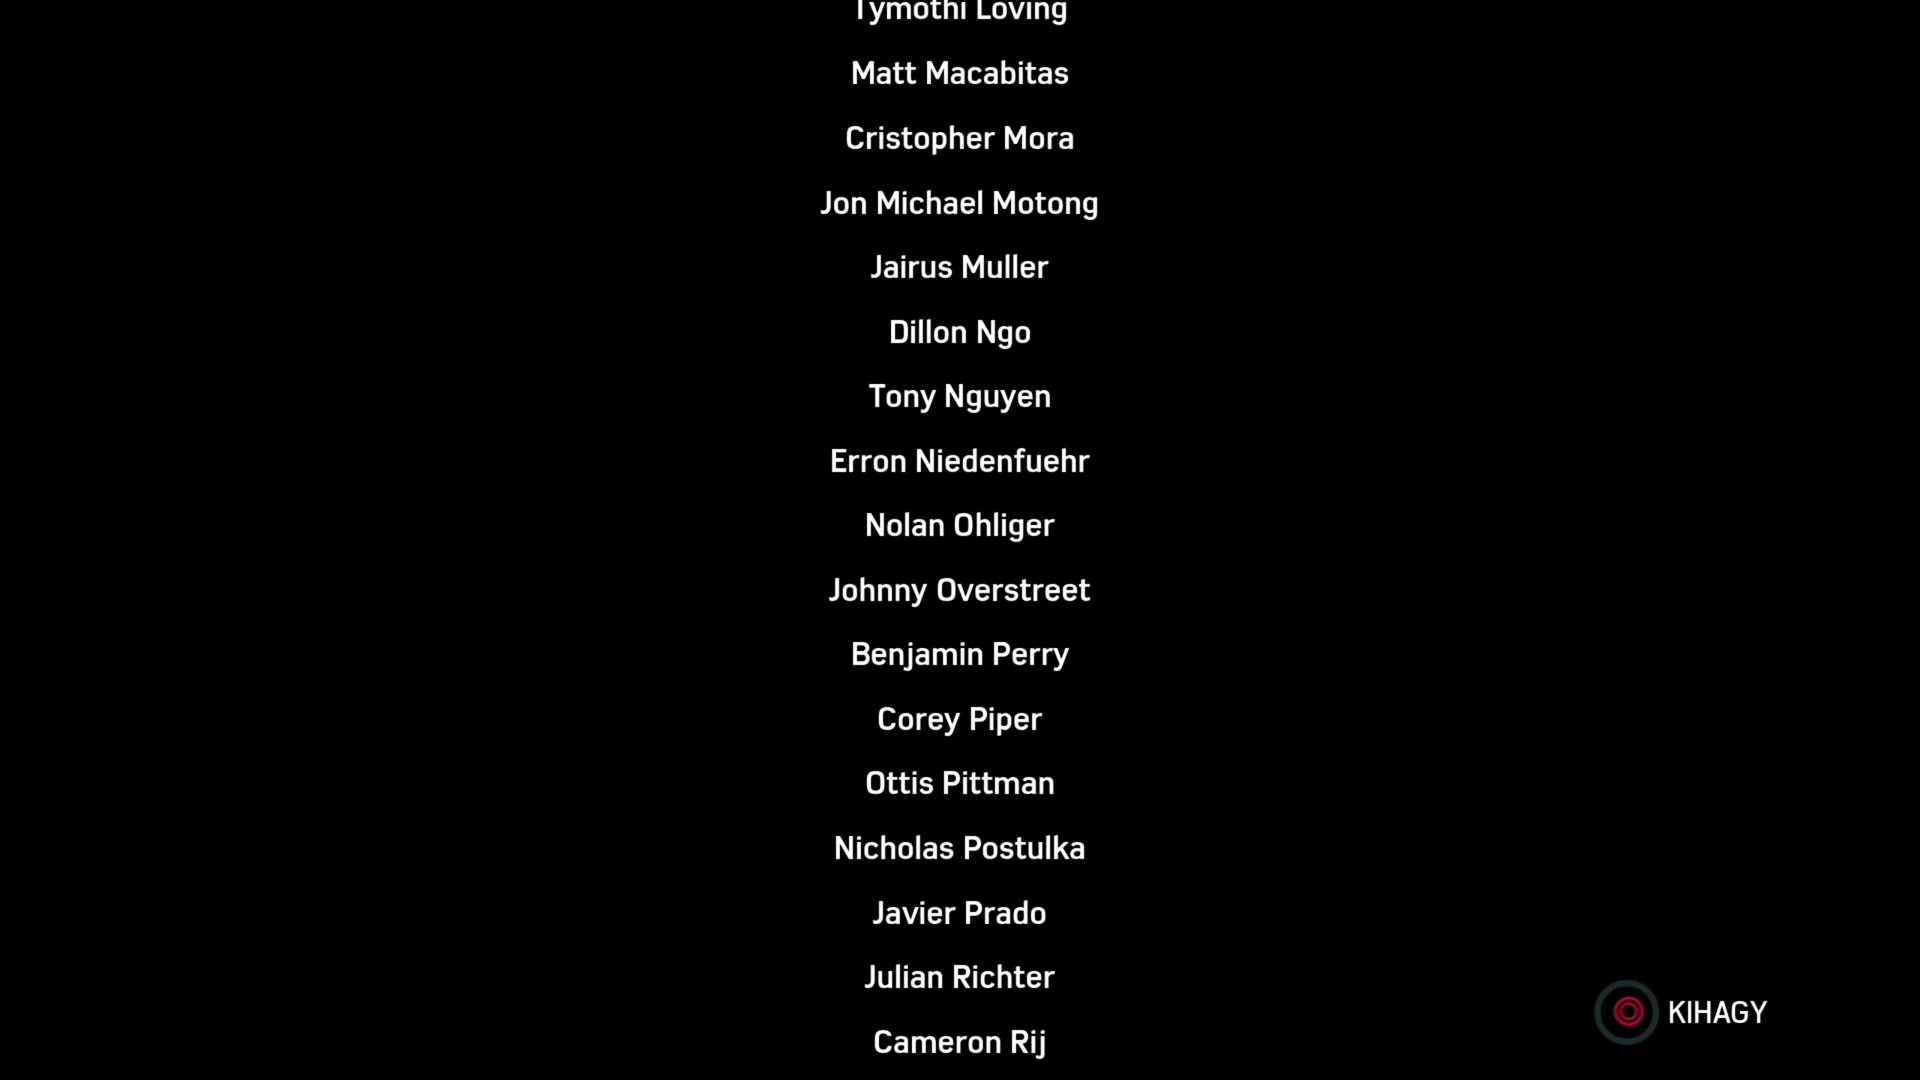 Tymothi Loving
Matt Macabitas
Cristopher Mora
Jon Michael Motong
Jairus Muller
Dillon Ngo
Tony Nguyen
Erron Niedenfuehr
Nolan Ohliger
Johnny Overstreet
Benjamin Perry
Corey Piper
Ottis Pittman
Nicholas Postulka
Javier Prado
Julian Richter
KIHAGY
Cameron Rij